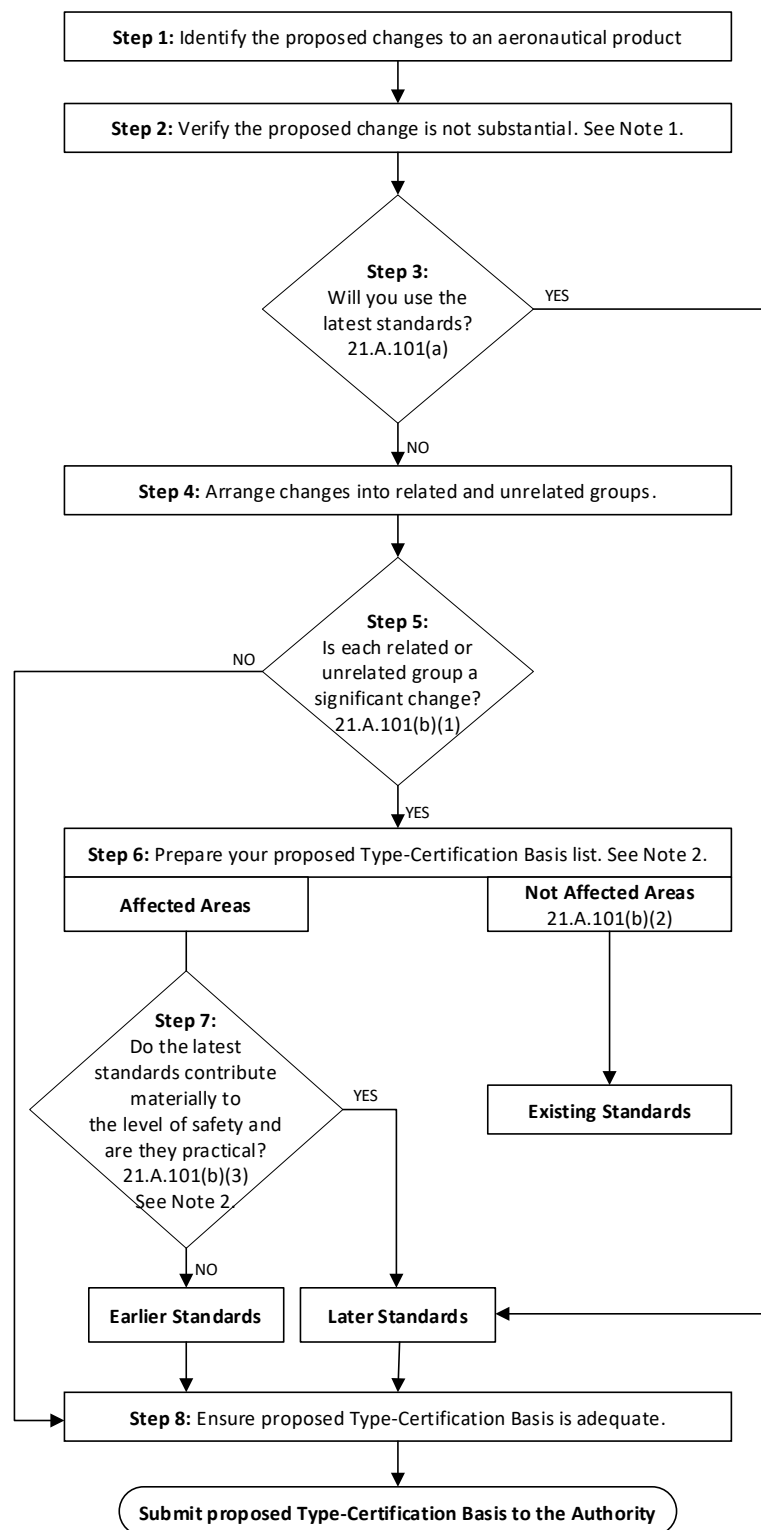 Step 1: Identify the proposed changes to an aeronautical product
Step 2: Verify the proposed change is not substantial. See Note 1.
Step 3:
Will you use the
latest standards?
21.A.101(a)
YES
NO
Step 4: Arrange changes into related and unrelated groups.
Step 5:
Is each related or
unrelated group a
significant change?
21.A.101(b)(1)
NO
YES
Step 6: Prepare your proposed Type-Certification Basis list. See Note 2.
Affected Areas
Not Affected Areas
21.A.101(b)(2)
Step 7:
Do the latest
standards contribute
materially to
the level of safety and
are they practical?
21.A.101(b)(3)
See Note 2.
YES
NO
Existing Standards
Earlier Standards
Later Standards
Step 8: Ensure proposed Type-Certification Basis is adequate.
Submit proposed Type-Certification Basis to the Authority